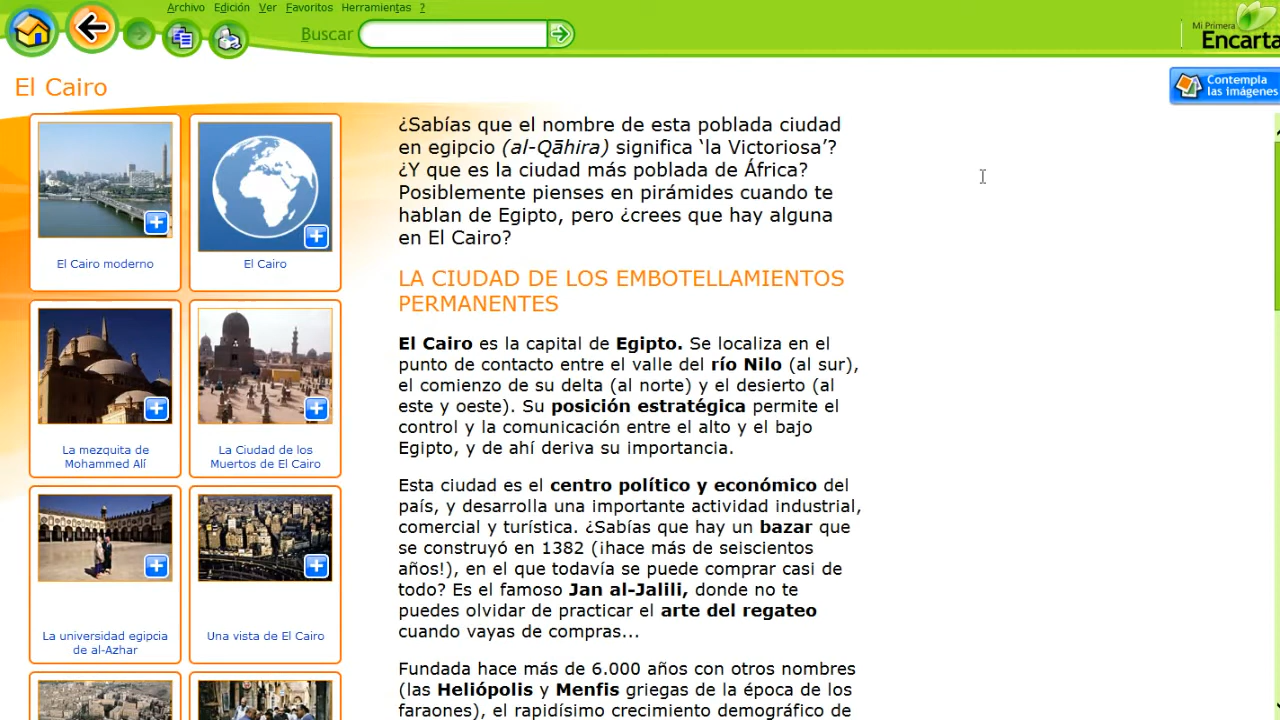 Archivo Edición Ver Favoritos Herramientas ?
Buscar
Mi Primera
Encarta
El Cairo
Contempla
las imágenes
El Cairo moderno
El Cairo
La mezquita de
Mohammed Alí
La Ciudad de los
Muertos de El Cairo
La universidad egipcia
de al-Azhar
Una vista de El Cairo
¿Sabías que el nombre de esta poblada ciudad
en egipcio (al-Qāhira) significa ‛la Victoriosa’?
¿Y que es la ciudad más poblada de África?
Posiblemente pienses en pirámides cuando te
hablan de Egipto, pero ¿crees que hay alguna
en El Cairo?
LA CIUDAD DE LOS EMBOTELLAMIENTOS
PERMANENTES
El Cairo es la capital de Egipto. Se localiza en el
punto de contacto entre el valle del río Nilo (al sur),
el comienzo de su delta (al norte) y el desierto (al
este y oeste). Su posición estratégica permite el
control y la comunicación entre el alto y el bajo
Egipto, y de ahí deriva su importancia.
Esta ciudad es el centro político y económico del
país, y desarrolla una importante actividad industrial,
comercial y turística. ¿Sabías que hay un bazar que
se construyó en 1382 (¡hace más de seiscientos
años!), en el que todavía se puede comprar casi de
todo? Es el famoso Jan al-Jalili, donde no te
puedes olvidar de practicar el arte del regateo
cuando vayas de compras...
Fundada hace más de 6.000 años con otros nombres
(las Heliópolis y Menfis griegas de la época de los
faraones), el rapidísimo crecimiento demográfico de